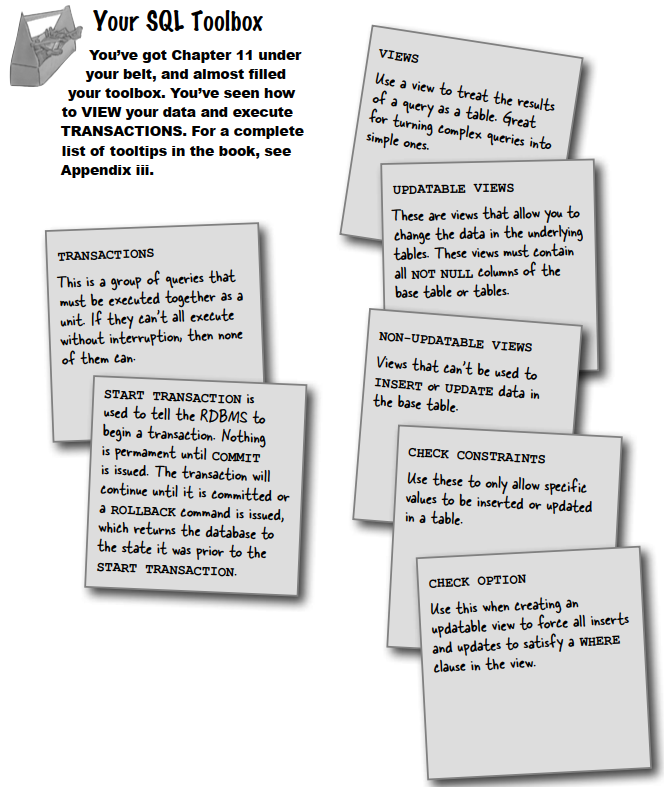 Your SQL Toolbox
You've got Chapter 11 under
your belt, and almost filled
your toolbox. You've seen how
to VIEW your data and execute
TRANSACTIONS. For a complete
list of tooltips in the book, see
Appendix iii.
TRANSACTIONS
This is a group of queries that
must be executed together as a
unit. If they can't all execute
without interruption, then none
of them can.
START TRANSACTION is
used to tell the RDBMS to
begin a transaction. Nothing
is permament until COMMIT
is issued. The transaction will
continue until it is committed or
a ROLLBACK command is issued,
which returns the database to
the state it was prior to the
START TRANSACTION.
VIEWS
Use a view to treat the results
of a query as a table. Great
for turning complex queries into
simple ones.
UPDATABLE VIEWS
These are views that allow you to
change the data in the underlying
tables. These views must contain
all NOT NULL columns of the
base table or tables.
NON-UPDATABLE VIEWS
Views that can't be used to
INSERT or UPDATE data in
the base table.
CHECK CONSTRAINTS
Use these to only allow specific
values to be inserted or updated
in a table.
CHECK OPTION
Use this when creating an
updatable view to force all inserts
and updates to satisfy a WHERE
clause in the view.